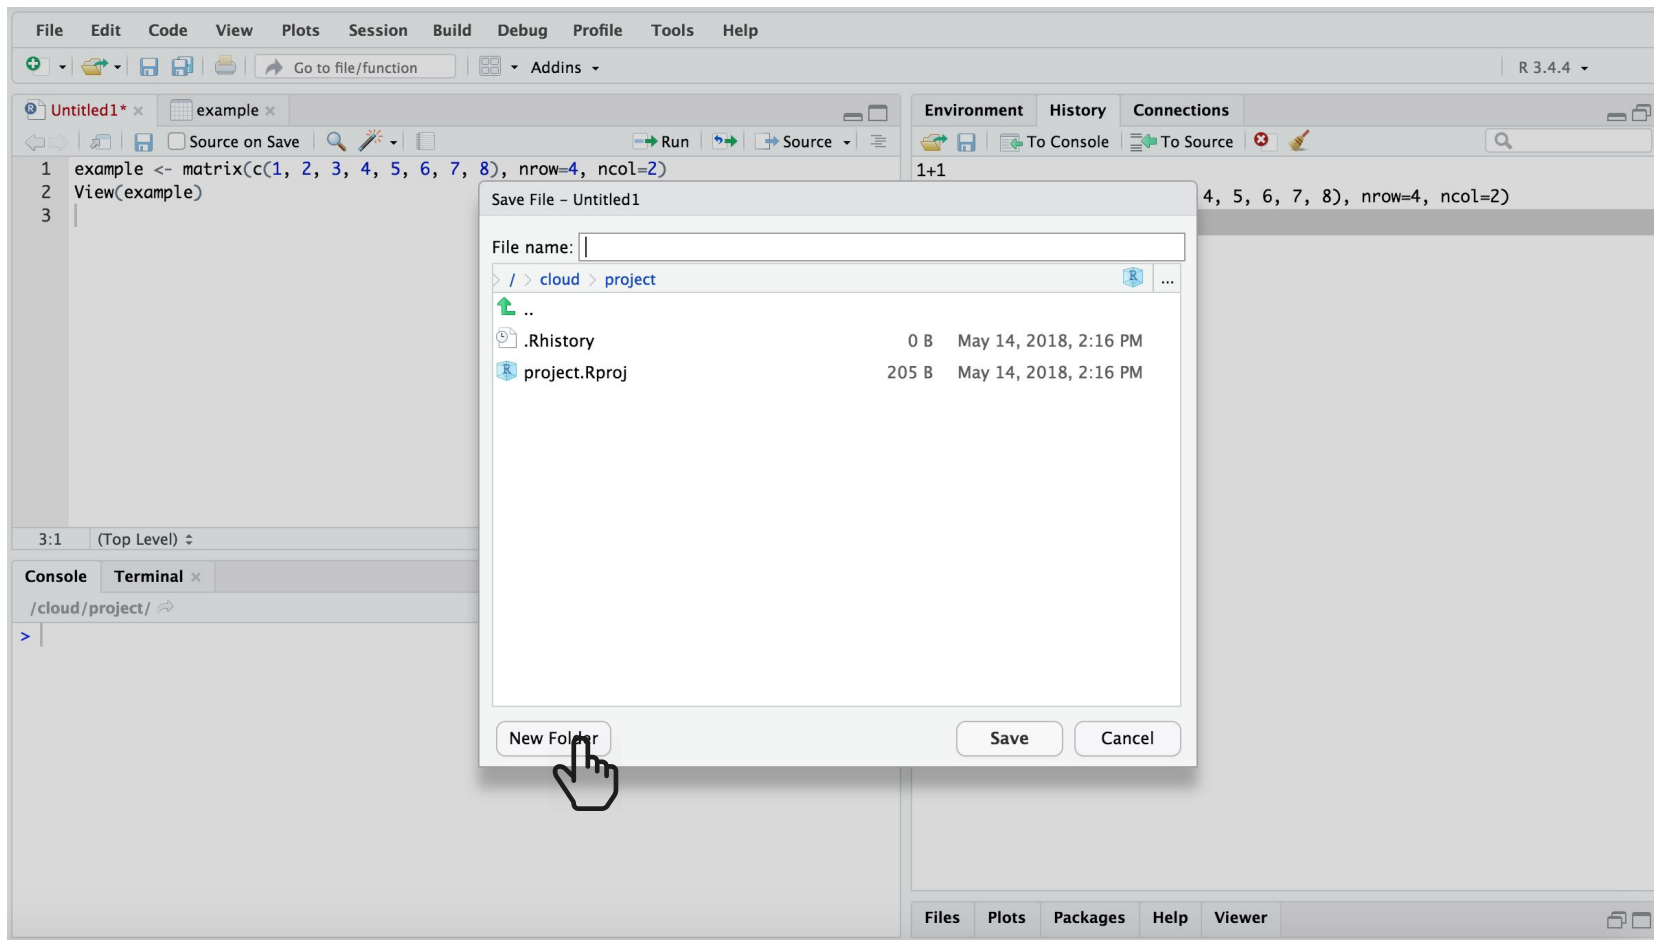 File Edit Code View Plots Session Build Debug Profile Tools Help
Go to file/function Addins R 3.4.4
Untitled1* example
Source on Save Run Source
1 example <- matrix(c(1, 2, 3, 4, 5, 6, 7, 8), nrow=4, ncol=2)
2 View(example)
3
3:1 (Top Level)
Console Terminal
/cloud/project/
>
Environment History Connections
To Console To Source
1+1
4, 5, 6, 7, 8), nrow=4, ncol=2)
Save File – Untitled1
File name:
/ cloud project ...
..
.Rhistory 0 B May 14, 2018, 2:16 PM
project.Rproj 205 B May 14, 2018, 2:16 PM
New Folder Save Cancel
Files Plots Packages Help Viewer